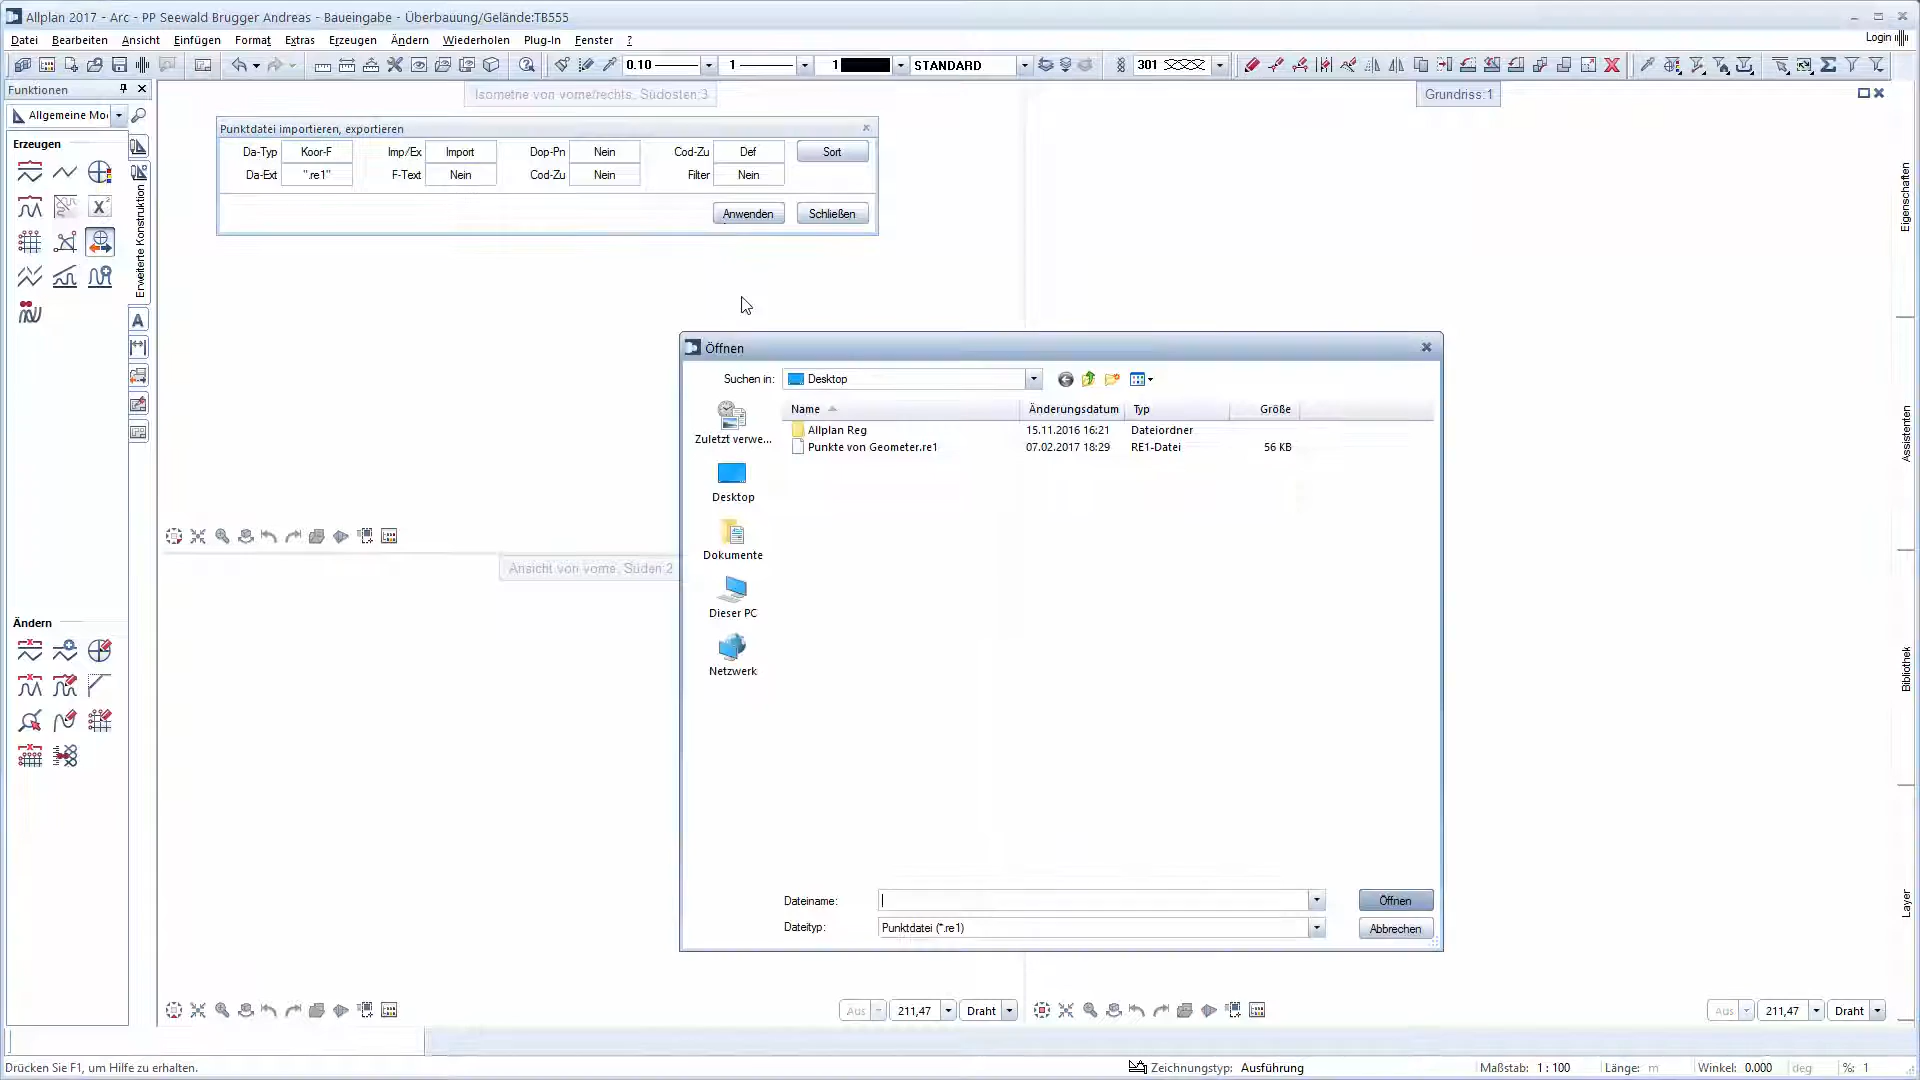 Allplan 2017 - Arc - PP Seewald Brugger Andreas - Baueingabe - Überbauung/Gelände:TB555
Datei Bearbeiten Ansicht Einfügen Format Extras Erzeugen Ändern Wiederholen Plug-In Fenster ?
Login
0.10 1 1 STANDARD 301
Funktionen
Isometrie von vorne/rechts, Südosten:3
Grundriss:1
Allgemeine Mo
Erzeugen
Erweiterte Konstruktion
Punktdatei importieren, exportieren
Da-Typ Koor-F Imp/Ex Import Dop-Pn Nein Cod-Zu Def Sort
Da-Ext ".re1" F-Text Nein Cod-Zu Nein Filter Nein
Anwenden Schließen
Eigenschaften
Assistenten
Bibliothek
Layer
Öffnen
Suchen in: Desktop
Name Änderungsdatum Typ Größe
Allplan Reg 15.11.2016 16:21 Dateiordner
Punkte von Geometer.re1 07.02.2017 18:29 RE1-Datei 56 KB
Zuletzt verwe...
Desktop
Dokumente
Dieser PC
Netzwerk
Dateiname: Öffnen
Dateityp: Punktdatei (*.re1) Abbrechen
Ansicht von vorne, Süden:2
Ändern
Aus 211,47 Draht
Aus 211,47 Draht
Drücken Sie F1, um Hilfe zu erhalten.
Zeichnungstyp: Ausführung Maßstab: 1 : 100 Länge: m Winkel: 0.000 deg %: 1